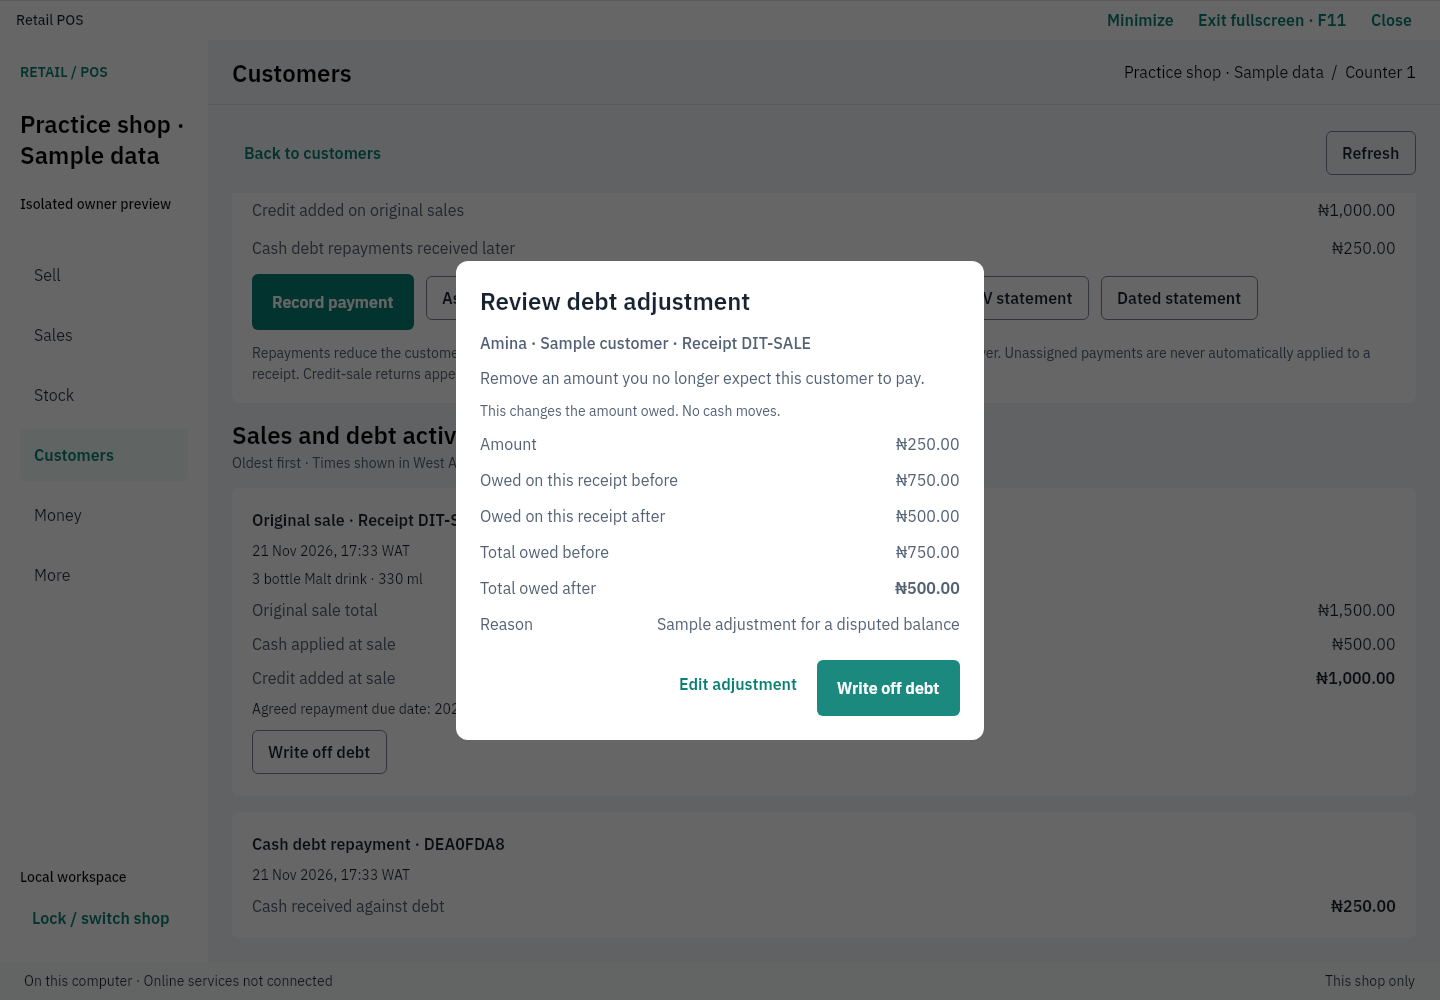 Retail POS
Minimize
Exit fullscreen · F11
Close
RETAIL / POS
Practice shop ·
Sample data
Isolated owner preview
Sell
Sales
Stock
Customers
Money
More
Local workspace
Lock / switch shop
Customers
Practice shop · Sample data / Counter 1
Back to customers
Refresh
Credit added on original sales
₦1,000.00
Cash debt repayments received later
₦250.00
Record payment
As
V statement
Dated statement
Repayments reduce the custome
er. Unassigned payments are never automatically applied to a
receipt. Credit-sale returns appe
Sales and debt activ
Oldest first · Times shown in West A
Original sale · Receipt DIT-S
21 Nov 2026, 17:33 WAT
3 bottle Malt drink · 330 ml
Original sale total
₦1,500.00
Cash applied at sale
₦500.00
Credit added at sale
₦1,000.00
Agreed repayment due date: 202
Write off debt
Cash debt repayment · DEA0FDA8
21 Nov 2026, 17:33 WAT
Cash received against debt
₦250.00
Review debt adjustment
Amina · Sample customer · Receipt DIT-SALE
Remove an amount you no longer expect this customer to pay.
This changes the amount owed. No cash moves.
Amount
₦250.00
Owed on this receipt before
₦750.00
Owed on this receipt after
₦500.00
Total owed before
₦750.00
Total owed after
₦500.00
Reason
Sample adjustment for a disputed balance
Edit adjustment
Write off debt
On this computer · Online services not connected
This shop only